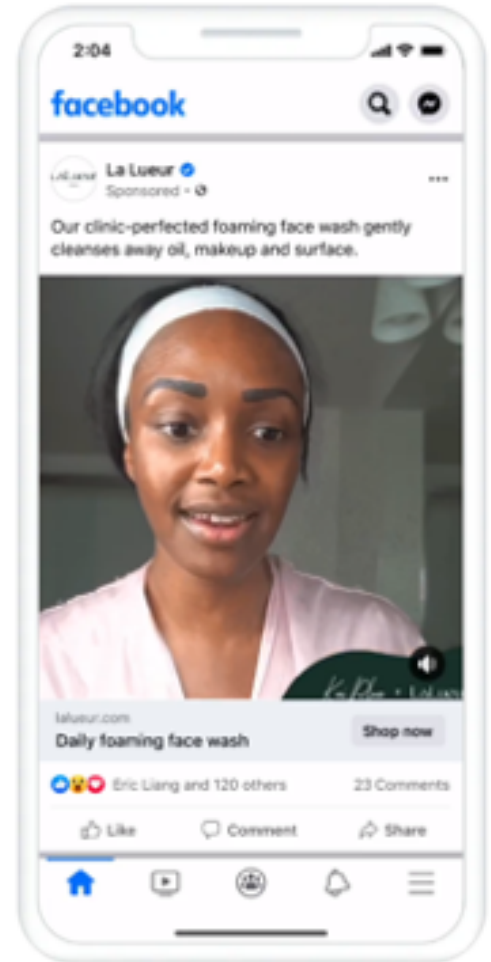 2:04
facebook
La Lueur
Sponsored •
Our clinic-perfected foaming face wash gently
cleanses away oil, makeup and surface.
lalueur.com
Daily foaming face wash
Shop now
Eric Liang and 120 others
23 Comments
Like
Comment
Share